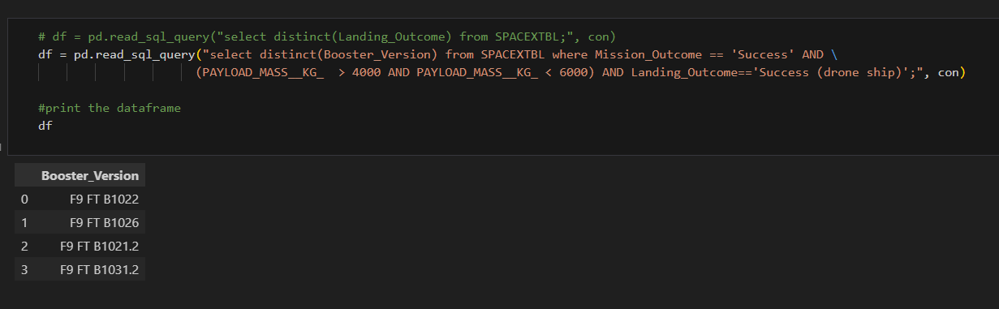 # df = pd.read_sql_query("select distinct(Landing_Outcome) from SPACEXTBL;", con)
df = pd.read_sql_query("select distinct(Booster_Version) from SPACEXTBL where Mission_Outcome == 'Success' AND \
(PAYLOAD_MASS__KG_  > 4000 AND PAYLOAD_MASS__KG_ < 6000) AND Landing_Outcome=='Success (drone ship)';", con)
#print the dataframe
df
Booster_Version
0 F9 FT B1022
1 F9 FT B1026
2 F9 FT B1021.2
3 F9 FT B1031.2